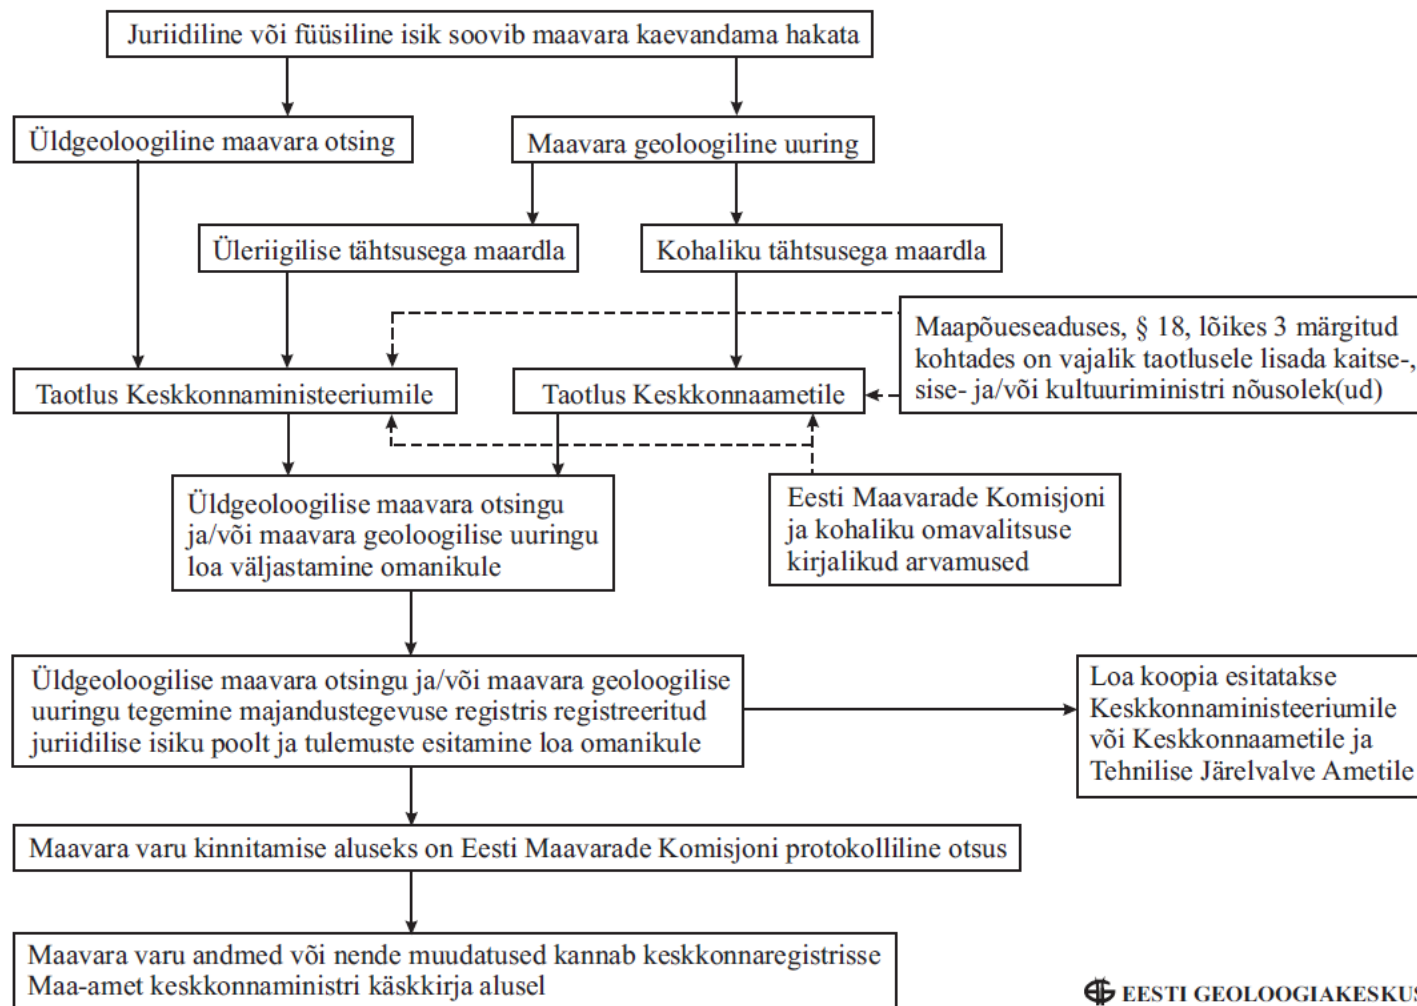 Juriidiline või füüsiline isik soovib maavara kaevandama hakata
Üldgeoloogiline maavara otsing
Maavara geoloogiline uuring
Üleriigilise tähtsusega maardla
Kohaliku tähtsusega maardla
Maapõueseaduses, § 18, lõikes 3 märgitud
kohtades on vajalik taotlusele lisada kaitse-,
sise- ja/või kultuuriministri nõusolek(ud)
Taotlus Keskkonnaministeeriumile
Taotlus Keskkonnaametile
Üldgeoloogilise maavara otsingu
ja/või maavara geoloogilise uuringu
loa väljastamine omanikule
Eesti Maavarade Komisjoni
ja kohaliku omavalitsuse
kirjalikud arvamused
Üldgeoloogilise maavara otsingu ja/või maavara geoloogilise
uuringu tegemine majandustegevuse registris registreeritud
juriidilise isiku poolt ja tulemuste esitamine loa omanikule
Loa koopia esitatakse
Keskkonnaministeeriumile
või Keskkonnaametile ja
Tehnilise Järelvalve Ametile
Maavara varu kinnitamise aluseks on Eesti Maavarade Komisjoni protokolliline otsus
Maavara varu andmed või nende muudatused kannab keskkonnaregistrisse
Maa-amet keskkonnaministri käskkirja alusel
EESTI GEOLOOGIAKESKUS